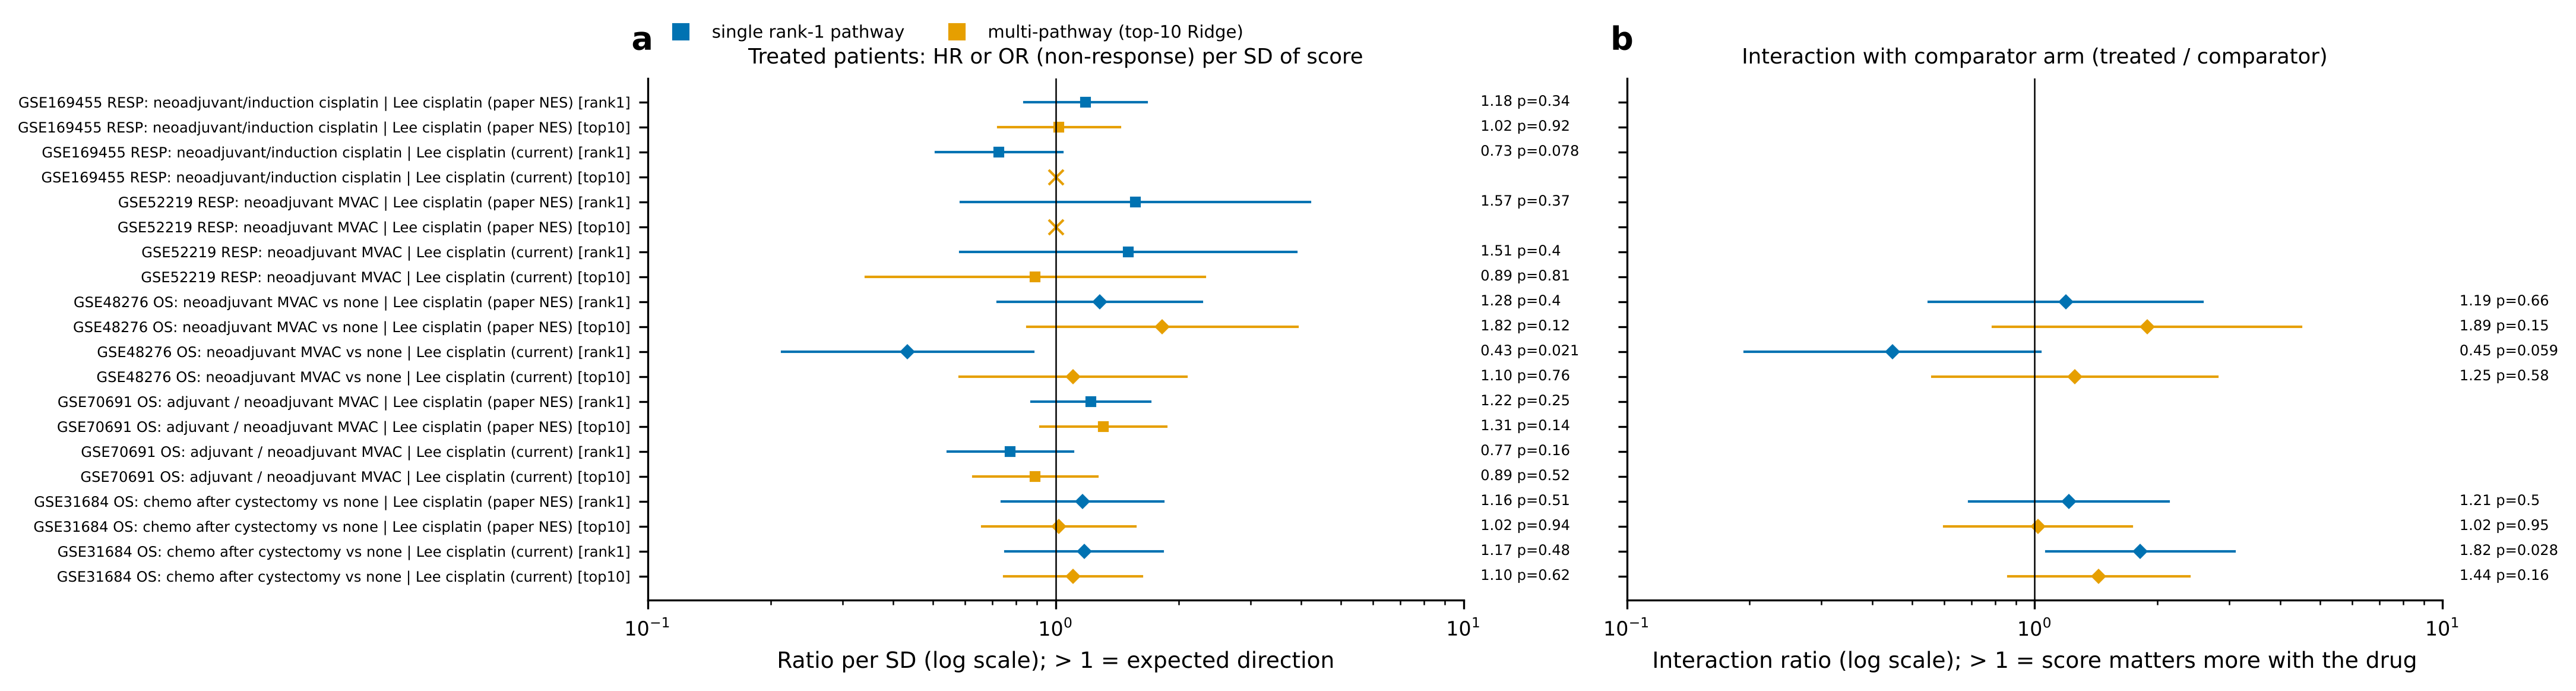 a
single rank-1 pathway
multi-pathway (top-10 Ridge)
Treated patients: HR or OR (non-response) per SD of score
GSE169455 RESP: neoadjuvant/induction cisplatin | Lee cisplatin (paper NES) [rank1] 1.18 p=0.34
GSE169455 RESP: neoadjuvant/induction cisplatin | Lee cisplatin (paper NES) [top10] 1.02 p=0.92
GSE169455 RESP: neoadjuvant/induction cisplatin | Lee cisplatin (current) [rank1] 0.73 p=0.078
GSE169455 RESP: neoadjuvant/induction cisplatin | Lee cisplatin (current) [top10]
GSE52219 RESP: neoadjuvant MVAC | Lee cisplatin (paper NES) [rank1] 1.57 p=0.37
GSE52219 RESP: neoadjuvant MVAC | Lee cisplatin (paper NES) [top10]
GSE52219 RESP: neoadjuvant MVAC | Lee cisplatin (current) [rank1] 1.51 p=0.4
GSE52219 RESP: neoadjuvant MVAC | Lee cisplatin (current) [top10] 0.89 p=0.81
GSE48276 OS: neoadjuvant MVAC vs none | Lee cisplatin (paper NES) [rank1] 1.28 p=0.4
GSE48276 OS: neoadjuvant MVAC vs none | Lee cisplatin (paper NES) [top10] 1.82 p=0.12
GSE48276 OS: neoadjuvant MVAC vs none | Lee cisplatin (current) [rank1] 0.43 p=0.021
GSE48276 OS: neoadjuvant MVAC vs none | Lee cisplatin (current) [top10] 1.10 p=0.76
GSE70691 OS: adjuvant / neoadjuvant MVAC | Lee cisplatin (paper NES) [rank1] 1.22 p=0.25
GSE70691 OS: adjuvant / neoadjuvant MVAC | Lee cisplatin (paper NES) [top10] 1.31 p=0.14
GSE70691 OS: adjuvant / neoadjuvant MVAC | Lee cisplatin (current) [rank1] 0.77 p=0.16
GSE70691 OS: adjuvant / neoadjuvant MVAC | Lee cisplatin (current) [top10] 0.89 p=0.52
GSE31684 OS: chemo after cystectomy vs none | Lee cisplatin (paper NES) [rank1] 1.16 p=0.51
GSE31684 OS: chemo after cystectomy vs none | Lee cisplatin (paper NES) [top10] 1.02 p=0.94
GSE31684 OS: chemo after cystectomy vs none | Lee cisplatin (current) [rank1] 1.17 p=0.48
GSE31684 OS: chemo after cystectomy vs none | Lee cisplatin (current) [top10] 1.10 p=0.62
10⁻¹ 10⁰ 10¹
Ratio per SD (log scale); > 1 = expected direction
b
Interaction with comparator arm (treated / comparator)
1.19 p=0.66
1.89 p=0.15
0.45 p=0.059
1.25 p=0.58
1.21 p=0.5
1.02 p=0.95
1.82 p=0.028
1.44 p=0.16
10⁻¹ 10⁰ 10¹
Interaction ratio (log scale); > 1 = score matters more with the drug